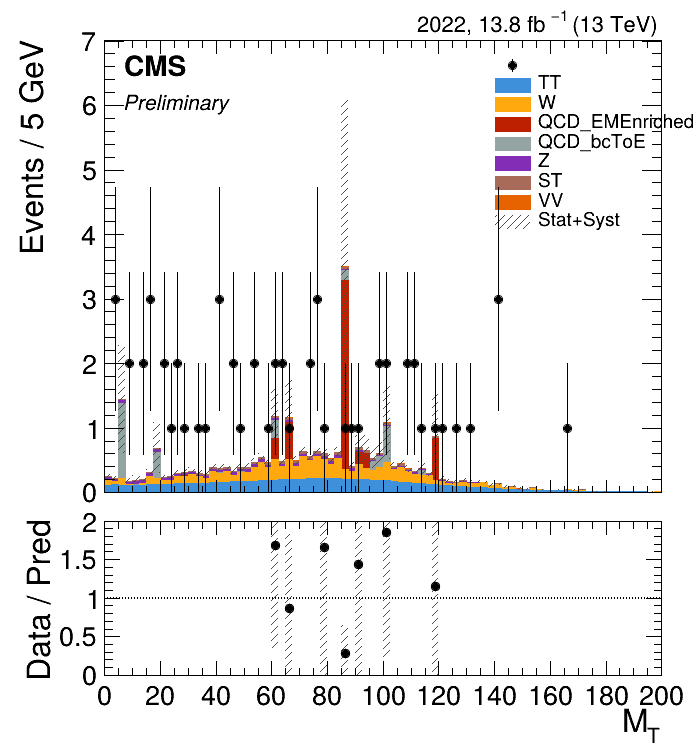 2022, 13.8 fb −1 (13 TeV)
Events / 5 GeV
7
6
5
4
3
2
1
0
CMS
Preliminary
TT
W
QCD_EMEnriched
QCD_bcToE
Z
ST
VV
Stat+Syst
Data / Pred
2
1.5
1
0.5
0
0 20 40 60 80 100 120 140 160 180 200
M_T